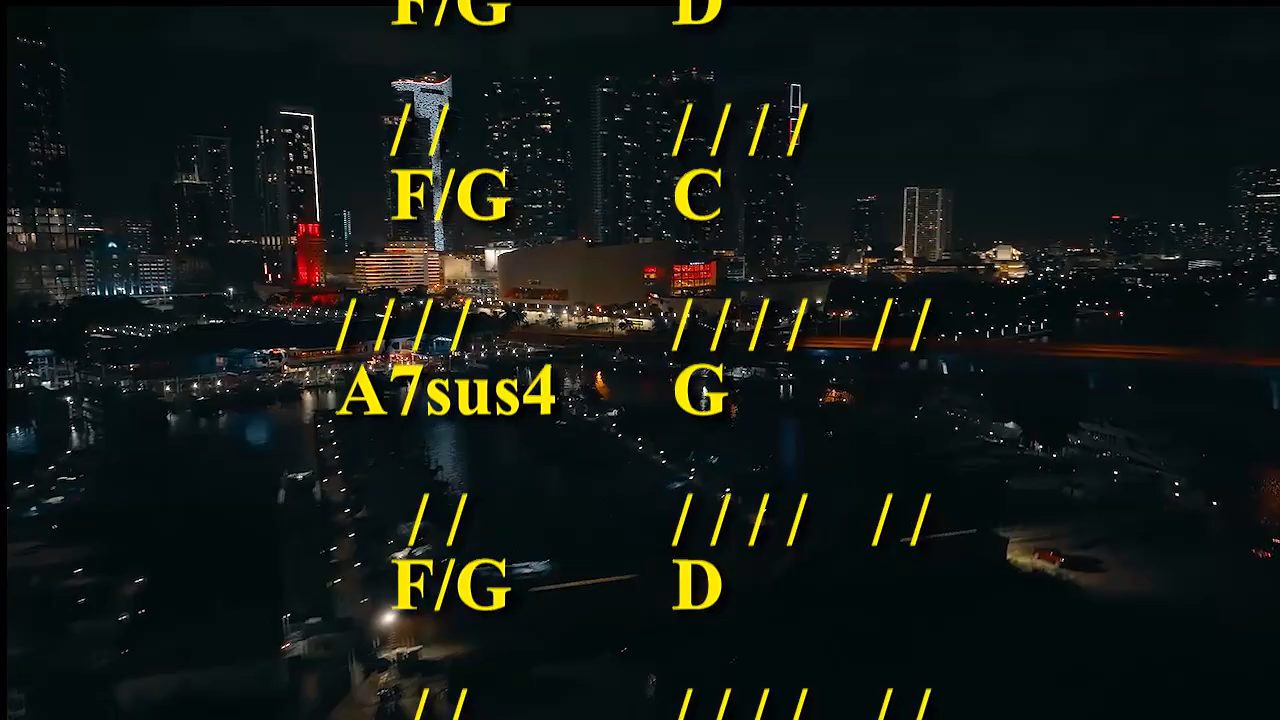 F/G D
/ / / / / /
F/G C
/ / / / / / / / / /
A7sus4 G
/ / / / / / / /
F/G D
/ / / / / / / /